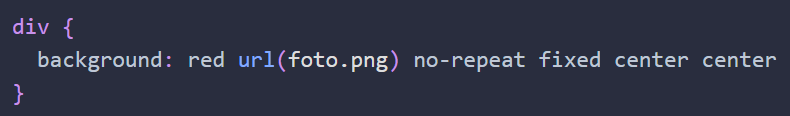 div {
background: red url(foto.png) no-repeat fixed center center
}